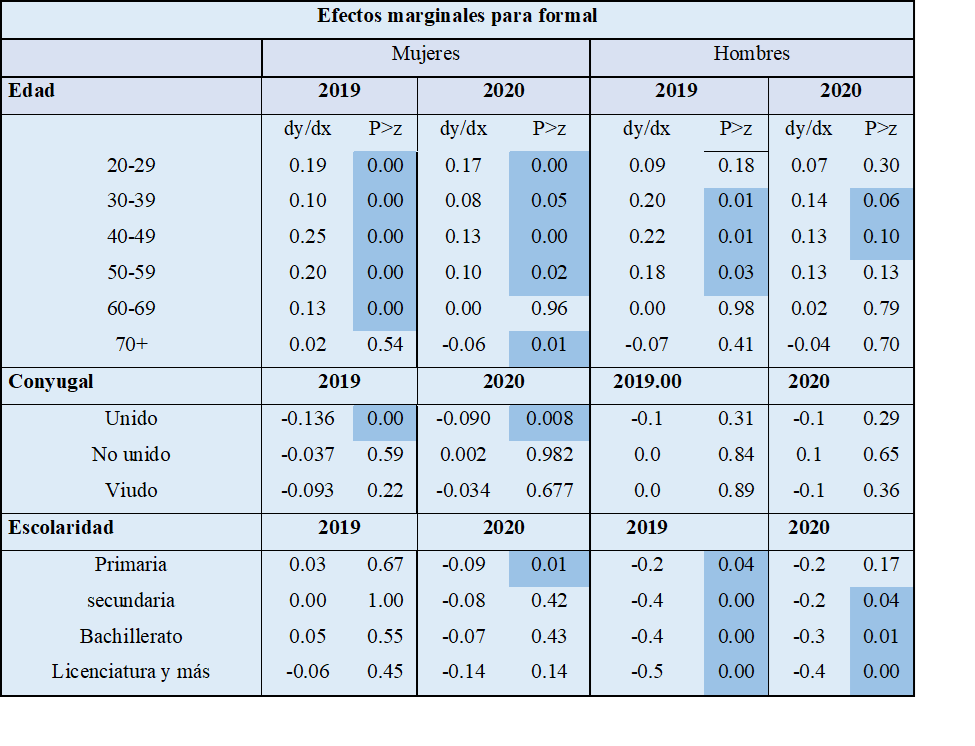 Efectos marginales para formal
Mujeres Hombres
Edad 2019 2020 2019 2020
dy/dx P>z dy/dx P>z dy/dx P>z dy/dx P>z
20-29 0.19 0.00 0.17 0.00 0.09 0.18 0.07 0.30
30-39 0.10 0.00 0.08 0.05 0.20 0.01 0.14 0.06
40-49 0.25 0.00 0.13 0.00 0.22 0.01 0.13 0.10
50-59 0.20 0.00 0.10 0.02 0.18 0.03 0.13 0.13
60-69 0.13 0.00 0.00 0.96 0.00 0.98 0.02 0.79
70+ 0.02 0.54 -0.06 0.01 -0.07 0.41 -0.04 0.70
Conyugal 2019 2020 2019.00 2020
Unido -0.136 0.00 -0.090 0.008 -0.1 0.31 -0.1 0.29
No unido -0.037 0.59 0.002 0.982 0.0 0.84 0.1 0.65
Viudo -0.093 0.22 -0.034 0.677 0.0 0.89 -0.1 0.36
Escolaridad 2019 2020 2019 2020
Primaria 0.03 0.67 -0.09 0.01 -0.2 0.04 -0.2 0.17
secundaria 0.00 1.00 -0.08 0.42 -0.4 0.00 -0.2 0.04
Bachillerato 0.05 0.55 -0.07 0.43 -0.4 0.00 -0.3 0.01
Licenciatura y más -0.06 0.45 -0.14 0.14 -0.5 0.00 -0.4 0.00